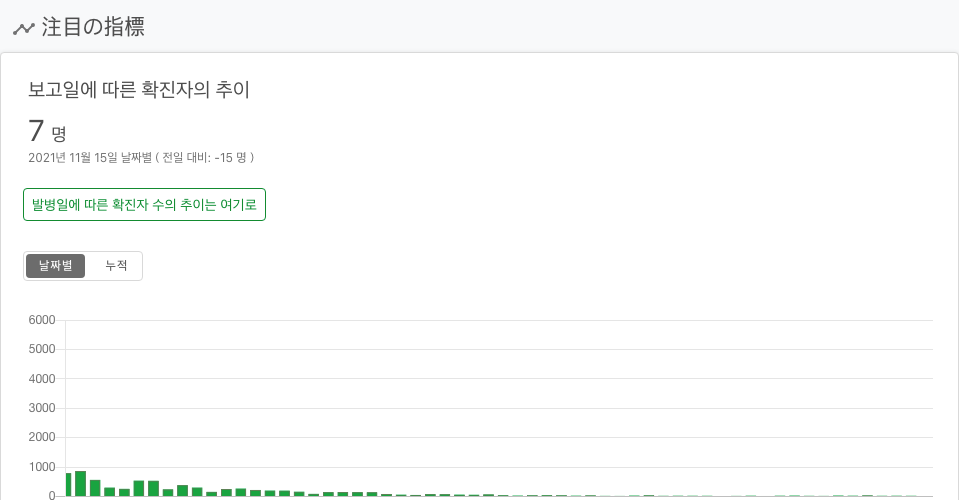 注目の指標
보고일에 따른 확진자의 추이
7 명
2021년 11월 15일 날짜별 ( 전일 대비: -15 명 )
발병일에 따른 확진자 수의 추이는 여기로
날짜별 누적
6000
5000
4000
3000
2000
1000
0